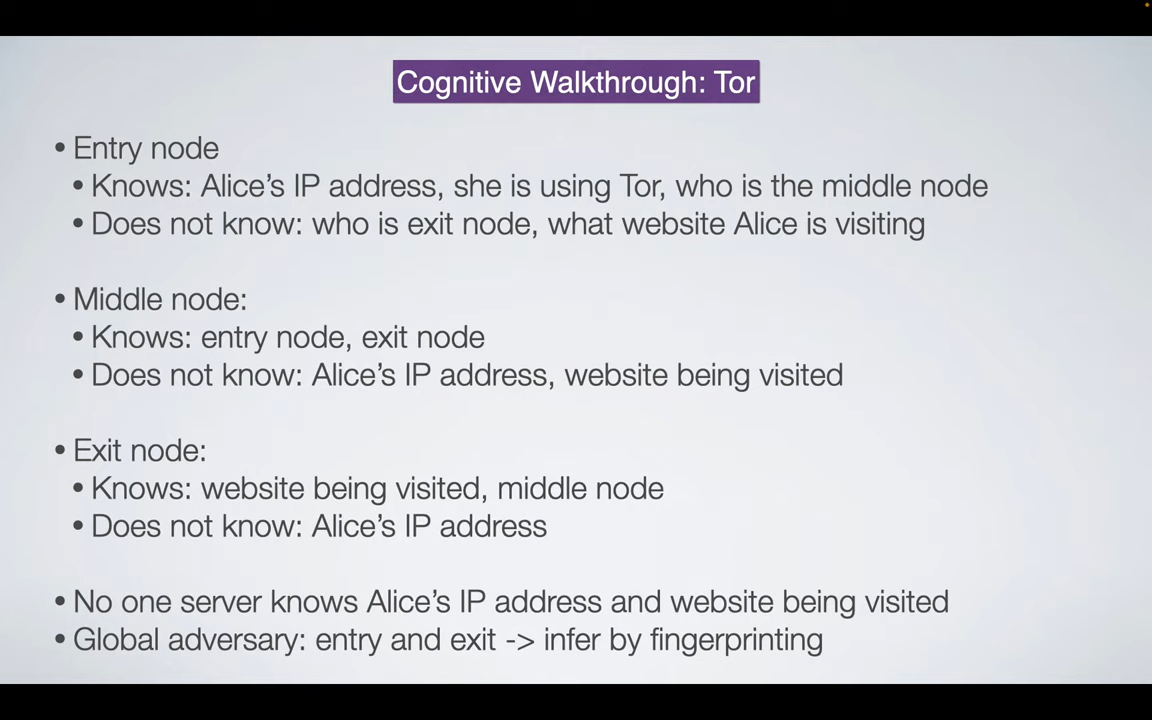 Cognitive Walkthrough: Tor
• Entry node
• Knows: Alice’s IP address, she is using Tor, who is the middle node
• Does not know: who is exit node, what website Alice is visiting
• Middle node:
• Knows: entry node, exit node
• Does not know: Alice’s IP address, website being visited
• Exit node:
• Knows: website being visited, middle node
• Does not know: Alice’s IP address
• No one server knows Alice’s IP address and website being visited
• Global adversary: entry and exit -> infer by fingerprinting